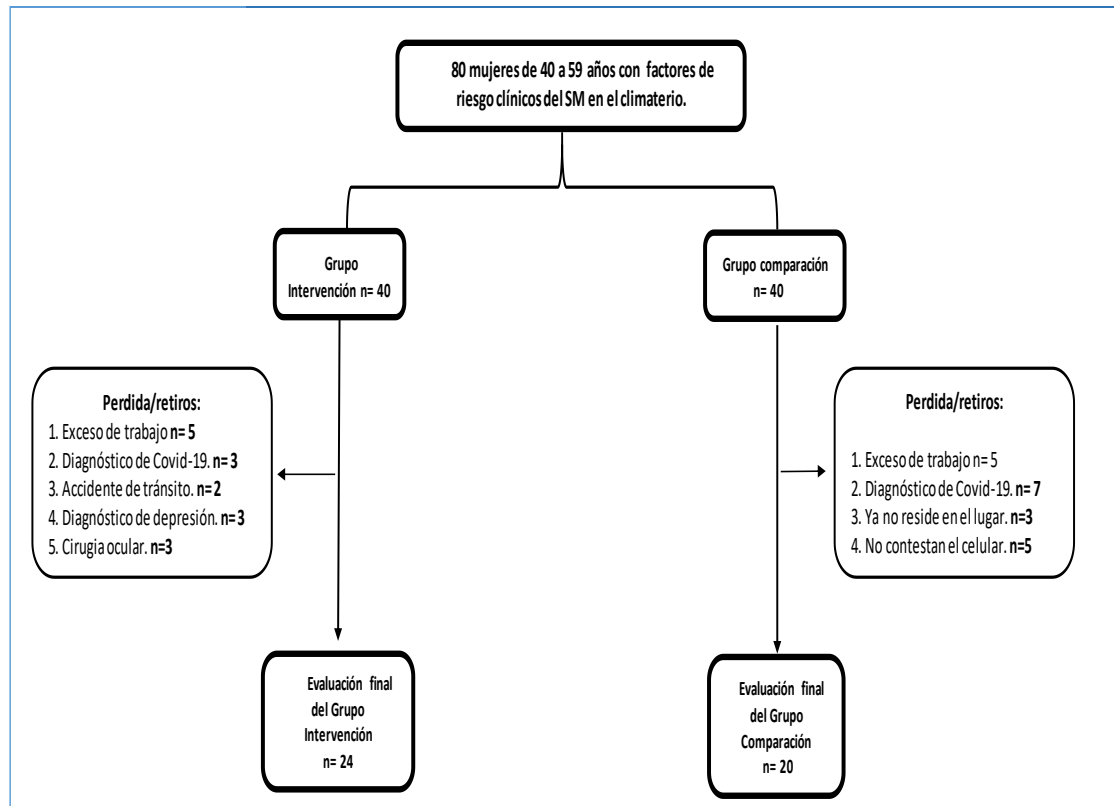 80 mujeres de 40 a 59 años con factores de
riesgo clínicos del SM en el climaterio.
Grupo
Intervención n= 40
Grupo comparación
n= 40
Perdida/retiros:
1. Exceso de trabajo n= 5
2. Diagnóstico de Covid-19. n= 3
3. Accidente de tránsito. n= 2
4. Diagnóstico de depresión. n= 3
5. Cirugia ocular. n=3
Perdida/retiros:
1. Exceso de trabajo n= 5
2. Diagnóstico de Covid-19. n= 7
3. Ya no reside en el lugar. n=3
4. No contestan el celular. n=5
Evaluación final
del Grupo
Intervención
n= 24
Evaluación final
del Grupo
Comparación
n= 20